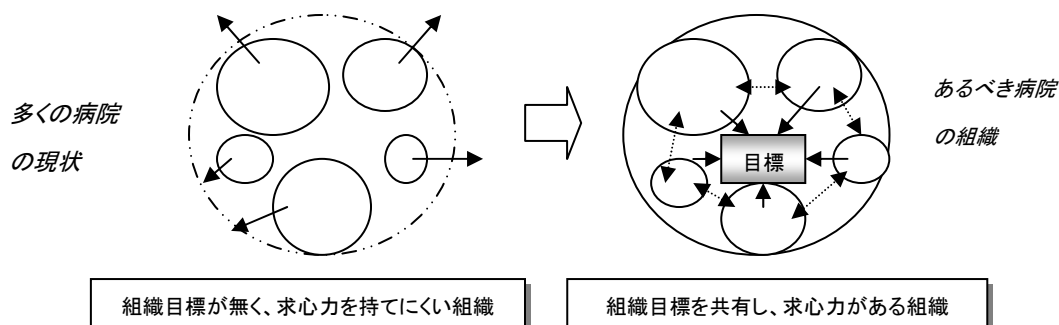 多くの病院
の現状
目標
あるべき病院
の組織
組織目標が無く、求心力を持てにくい組織
組織目標を共有し、求心力がある組織